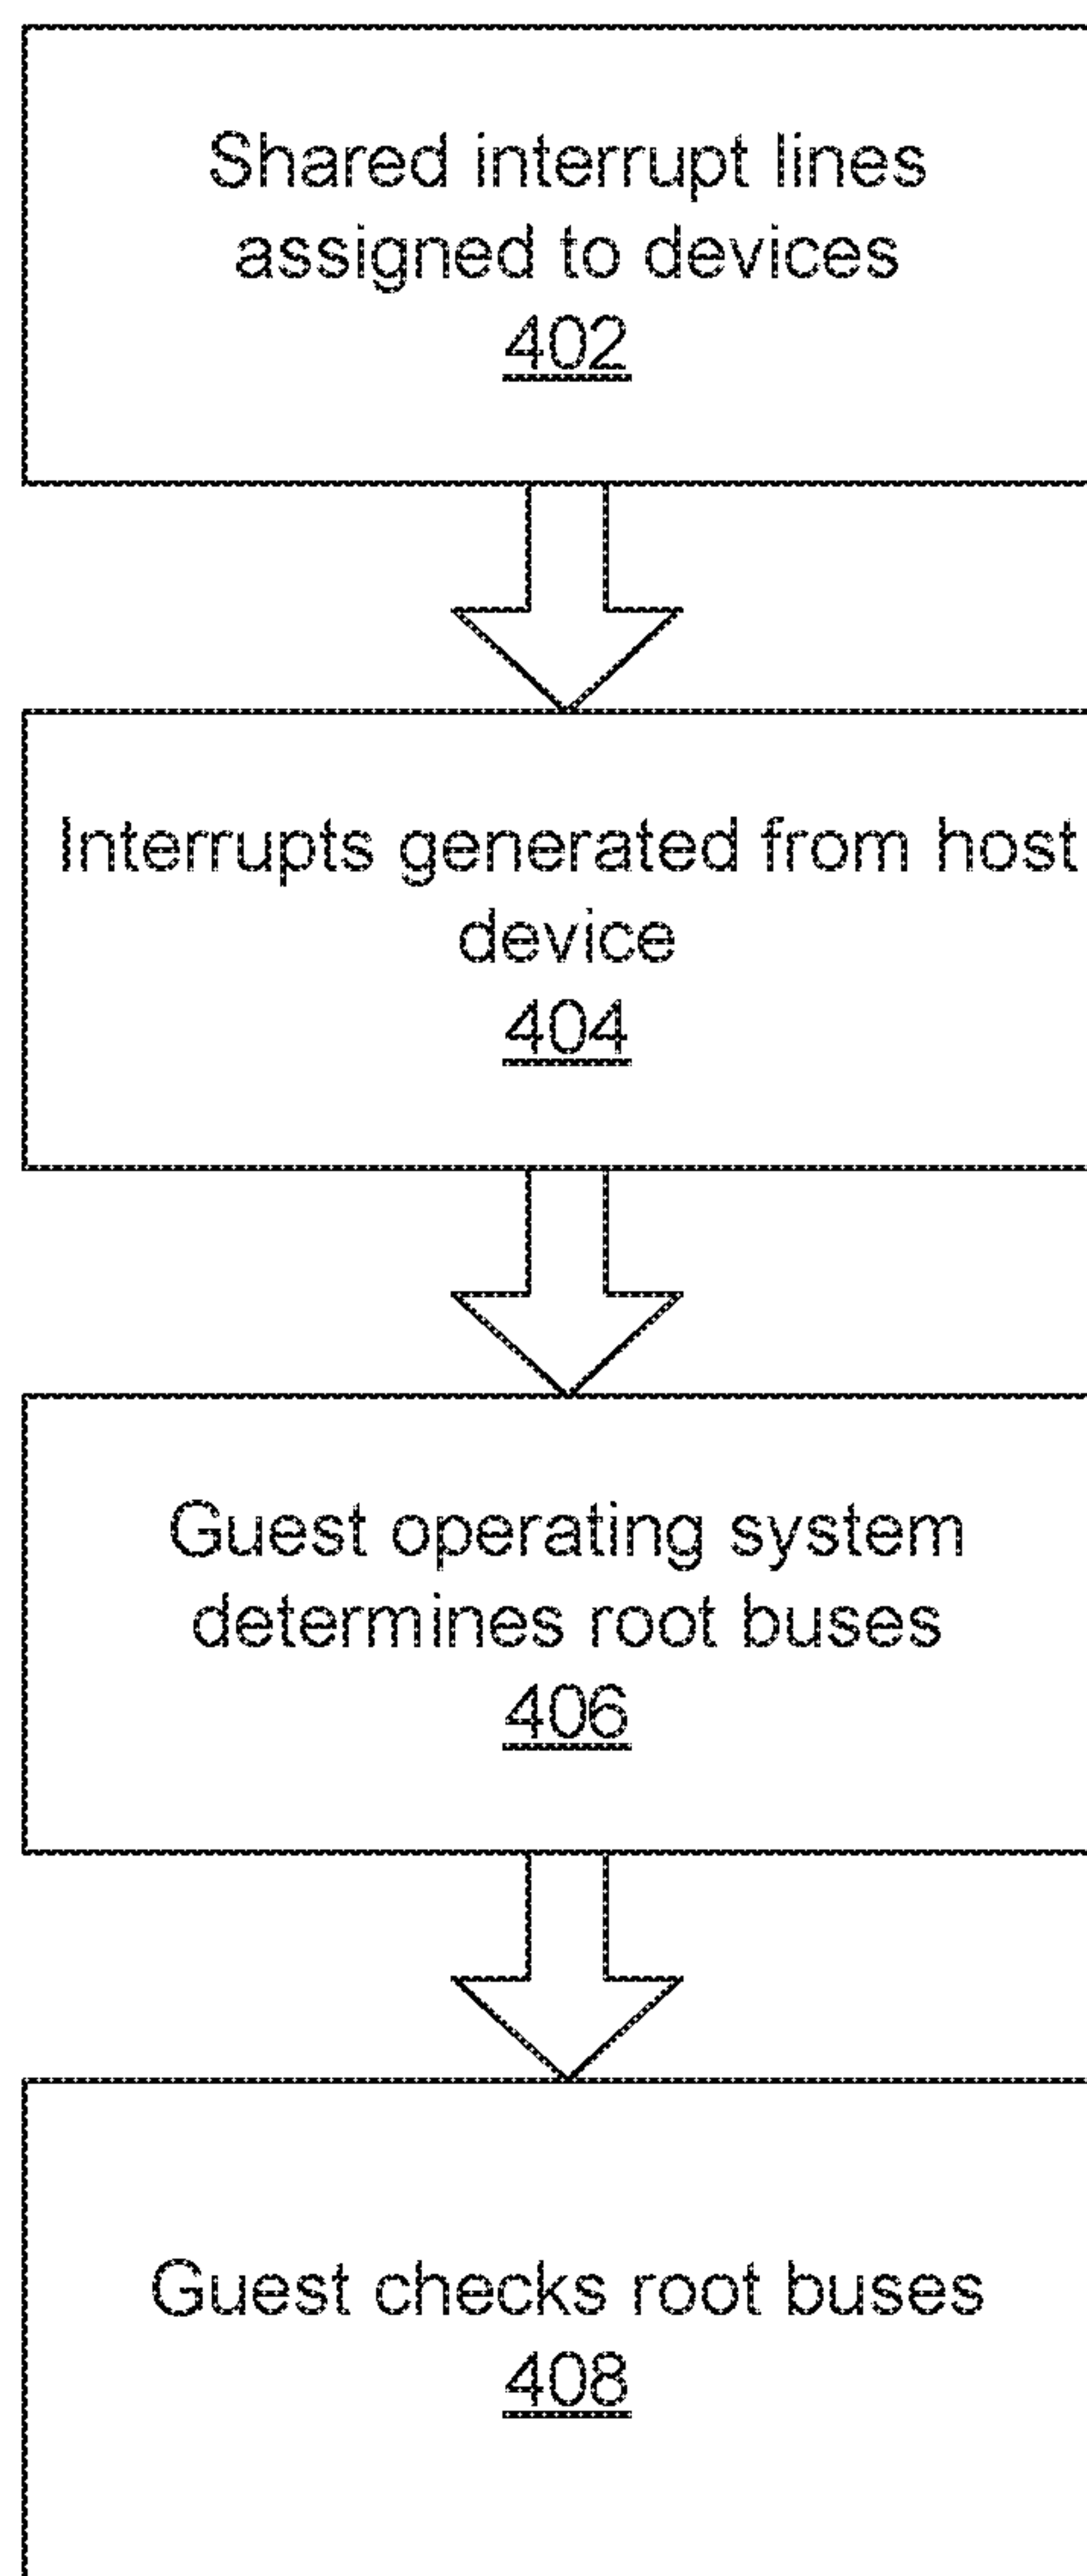 Shared interrupt lines
assigned to devices
402
Interrupts generated from host
device
404
Guest operating system
determines root buses
406
Guest checks root buses
408